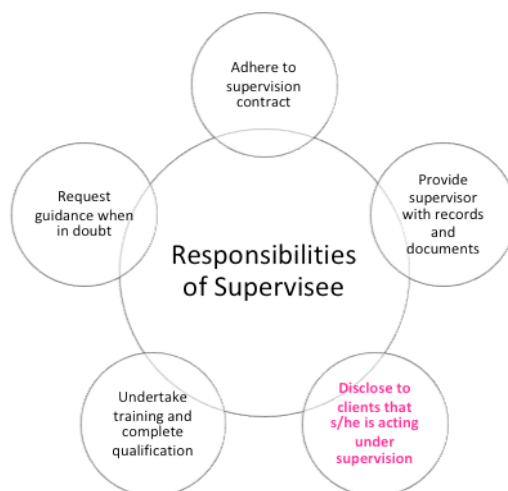 Adhere to
supervision
contract
Request
guidance when
in doubt
Provide
supervisor
with records
and
documents
Responsibilities
of Supervisee
Undertake
training and
complete
qualification
Disclose to
clients that
s/he is acting
under
supervision